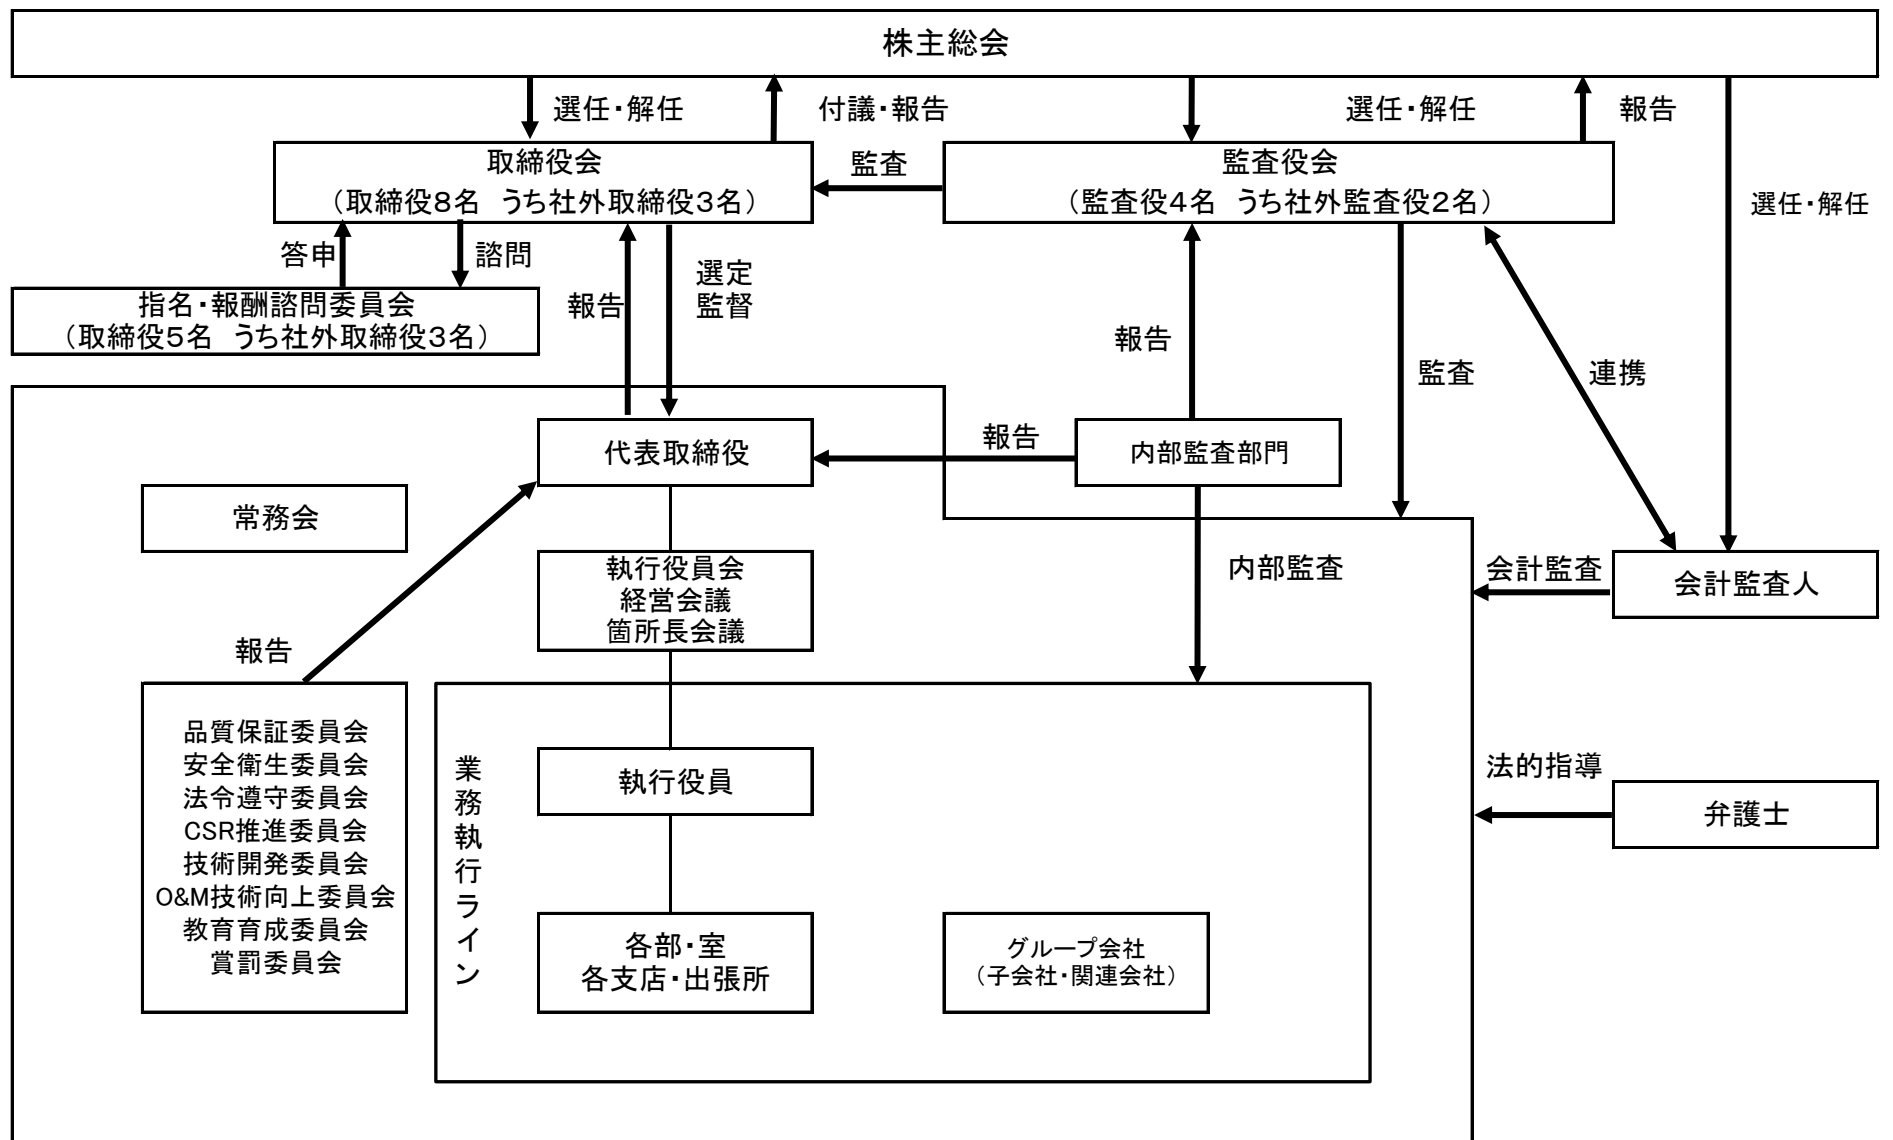 株主総会
選任・解任
付議・報告
選任・解任
報告
取締役会
（取締役8名　うち社外取締役3名）
監査
監査役会
（監査役4名　うち社外監査役2名）
選任・解任
答申
諮問
報告
選定
監督
指名・報酬諮問委員会
（取締役5名　うち社外取締役3名）
報告
監査
連携
代表取締役
報告
内部監査部門
常務会
執行役員会
経営会議
箇所長会議
内部監査
会計監査
会計監査人
報告
品質保証委員会
安全衛生委員会
法令遵守委員会
CSR推進委員会
技術開発委員会
O&M技術向上委員会
教育育成委員会
賞罰委員会
業務執行ライン
執行役員
法的指導
弁護士
各部・室
各支店・出張所
グループ会社
（子会社・関連会社）